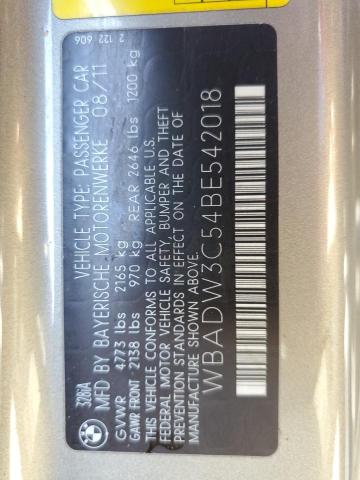 2 122 606
328iA VEHICLE TYPE: PASSENGER CAR
MFD BY BAYERISCHE MOTORENWERKE 08/11
GVWR 4773 lbs 2165 kg
GAWR FRONT 2138 lbs 970 kg REAR 2646 lbs 1200 kg
THIS VEHICLE CONFORMS TO ALL APPLICABLE U.S.
FEDERAL MOTOR VEHICLE SAFETY, BUMPER AND THEFT
PREVENTION STANDARDS IN EFFECT ON THE DATE OF
MANUFACTURE SHOWN ABOVE.
WBADW3C54BE542018
BMW